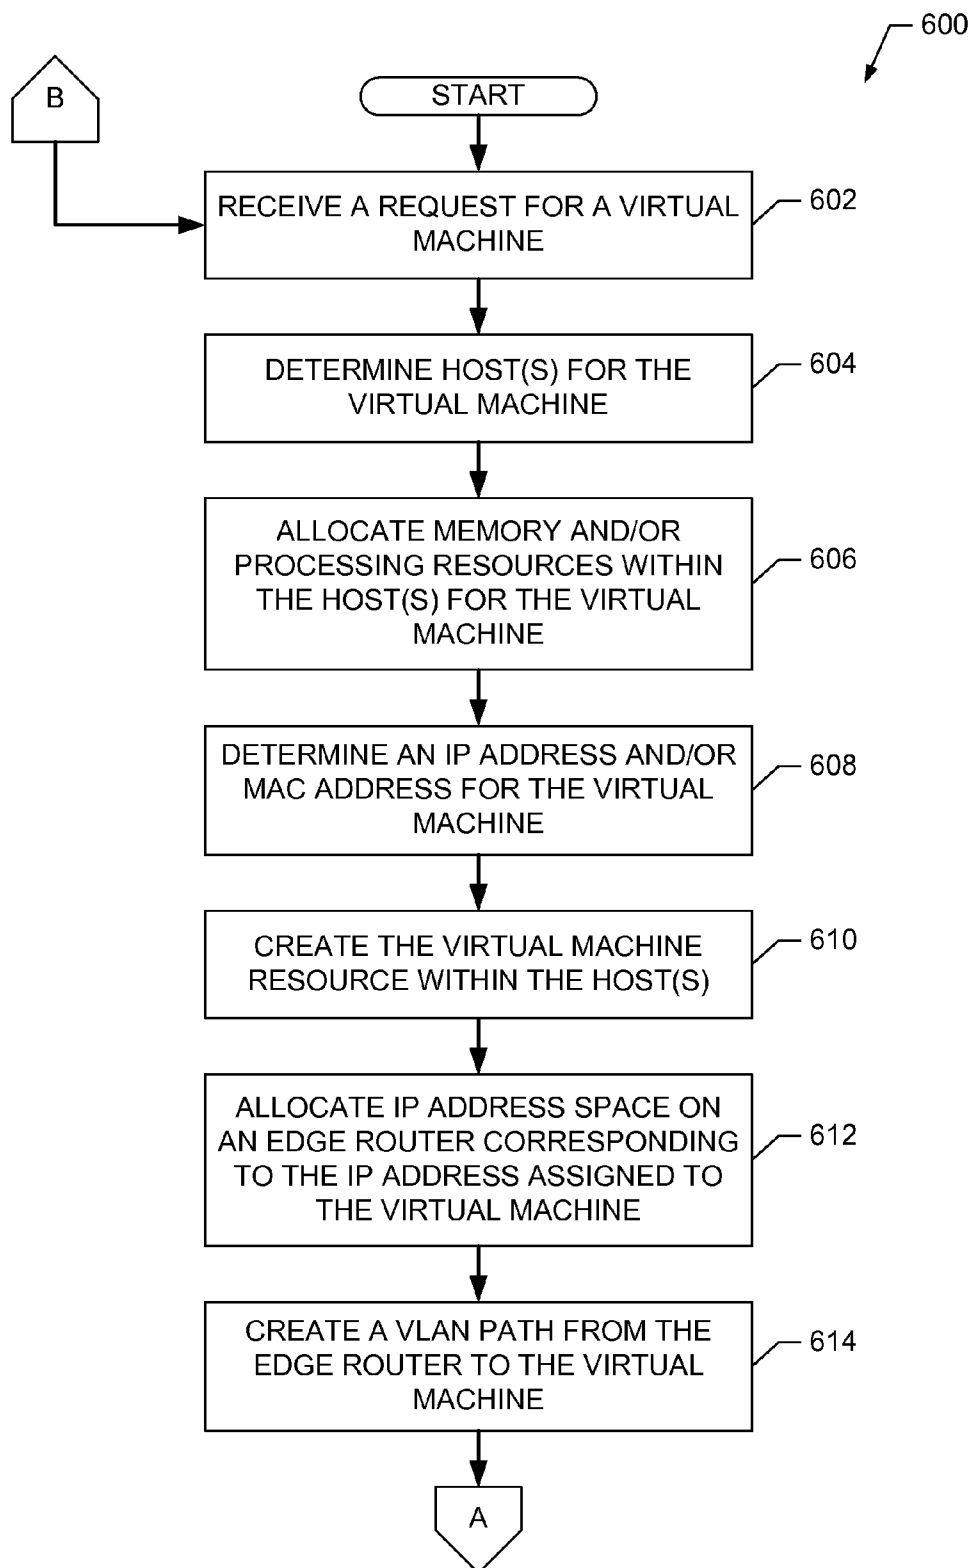 600
B
START
RECEIVE A REQUEST FOR A VIRTUAL
MACHINE
602
DETERMINE HOST(S) FOR THE
VIRTUAL MACHINE
604
ALLOCATE MEMORY AND/OR
PROCESSING RESOURCES WITHIN
THE HOST(S) FOR THE VIRTUAL
MACHINE
606
DETERMINE AN IP ADDRESS AND/OR
MAC ADDRESS FOR THE VIRTUAL
MACHINE
608
CREATE THE VIRTUAL MACHINE
RESOURCE WITHIN THE HOST(S)
610
ALLOCATE IP ADDRESS SPACE ON
AN EDGE ROUTER CORRESPONDING
TO THE IP ADDRESS ASSIGNED TO
THE VIRTUAL MACHINE
612
CREATE A VLAN PATH FROM THE
EDGE ROUTER TO THE VIRTUAL
MACHINE
614
A